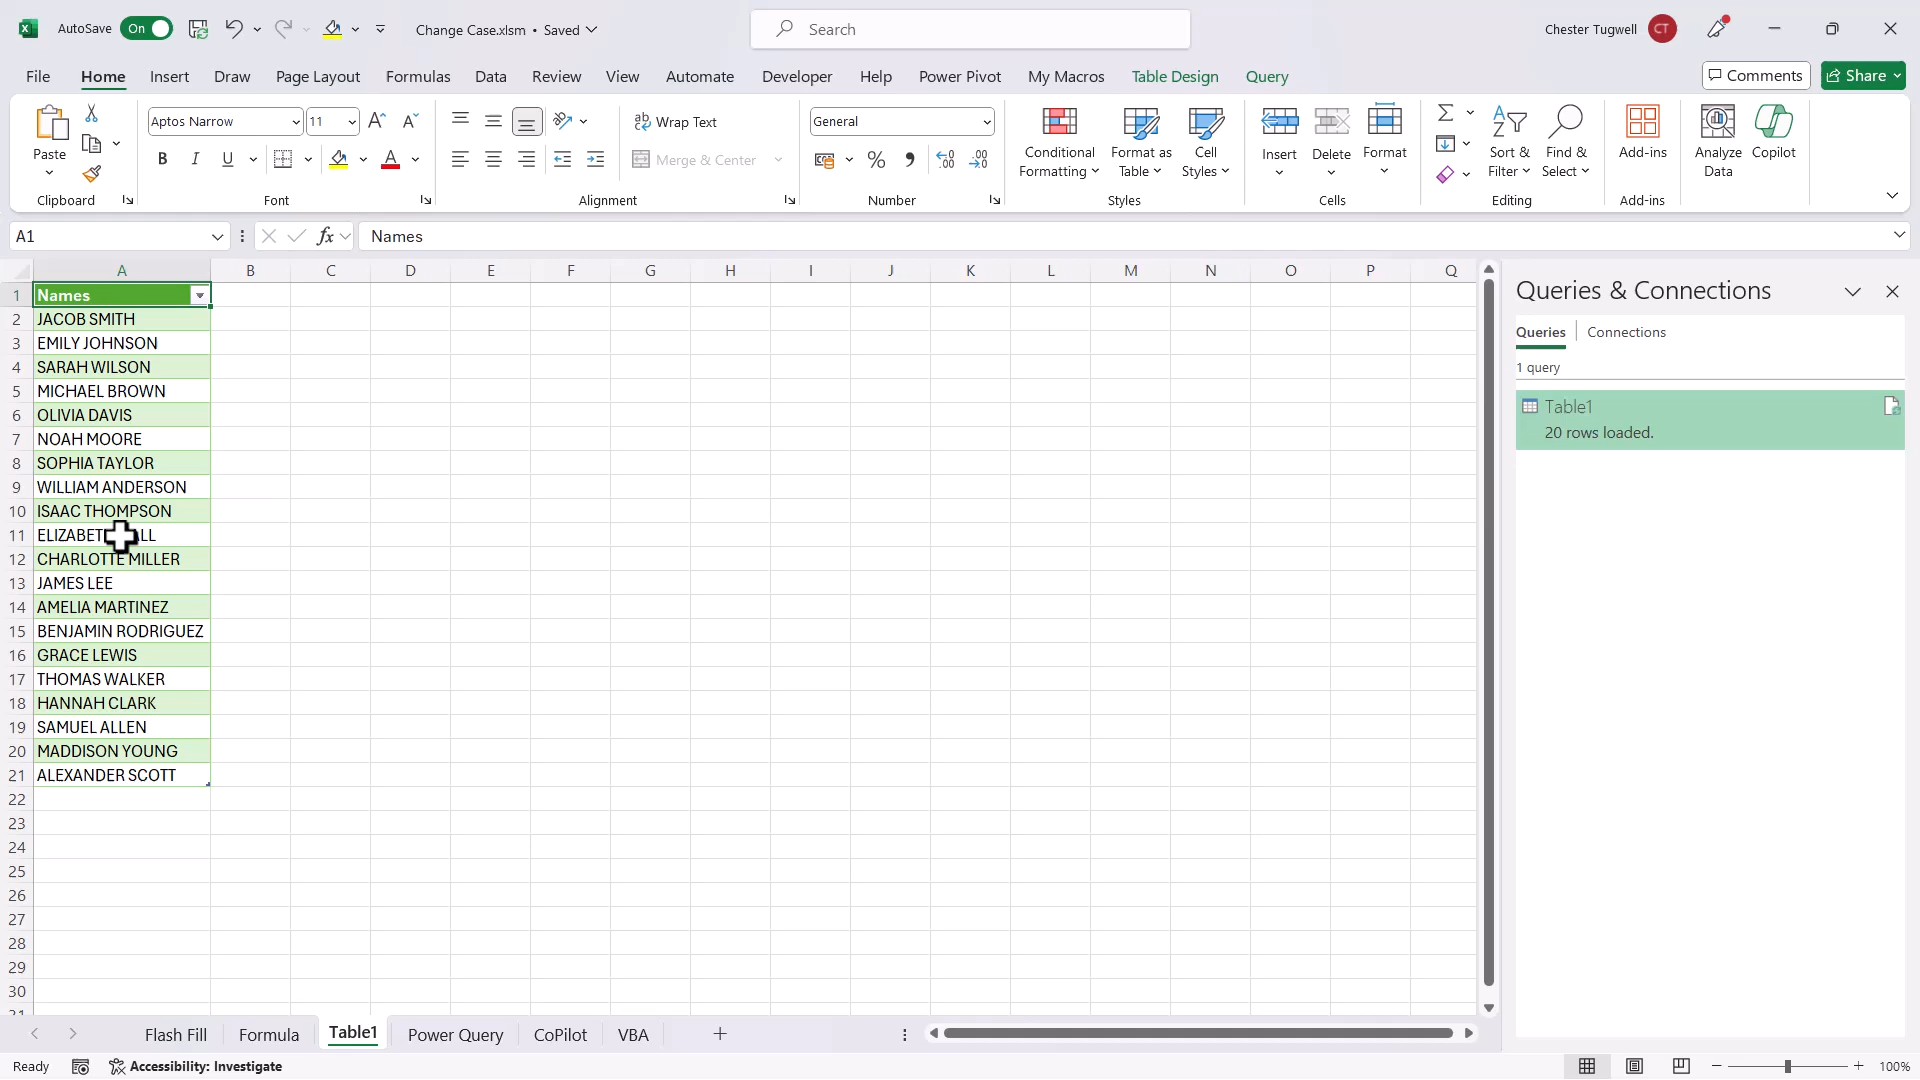 AutoSave On Change Case.xlsm • Saved Search Chester Tugwell CT
File Home Insert Draw Page Layout Formulas Data Review View Automate Developer Help Power Pivot My Macros Table Design Query Comments Share
Paste
Clipboard
Aptos Narrow 11
B I U A
Font
Wrap Text
Merge & Center
Alignment
General
Number
Conditional Formatting
Format as Table
Cell Styles
Styles
Insert Delete Format
Cells
Sort & Filter
Find & Select
Editing
Add-ins
Add-ins
Analyze Data
Copilot
A1 fx Names
A B C D E F G H I J K L M N O P Q
1 Names
2 JACOB SMITH
3 EMILY JOHNSON
4 SARAH WILSON
5 MICHAEL BROWN
6 OLIVIA DAVIS
7 NOAH MOORE
8 SOPHIA TAYLOR
9 WILLIAM ANDERSON
10 ISAAC THOMPSON
11
12 CHARLOTTE MILLER
13 JAMES LEE
14 AMELIA MARTINEZ
15 BENJAMIN RODRIGUEZ
16 GRACE LEWIS
17 THOMAS WALKER
18 HANNAH CLARK
19 SAMUEL ALLEN
20 MADDISON YOUNG
21 ALEXANDER SCOTT
22
23
24
25
26
27
28
29
30
Queries & Connections
Queries Connections
1 query
Table1
20 rows loaded.
Flash Fill Formula Table1 Power Query CoPilot VBA
Ready Accessibility: Investigate 100%